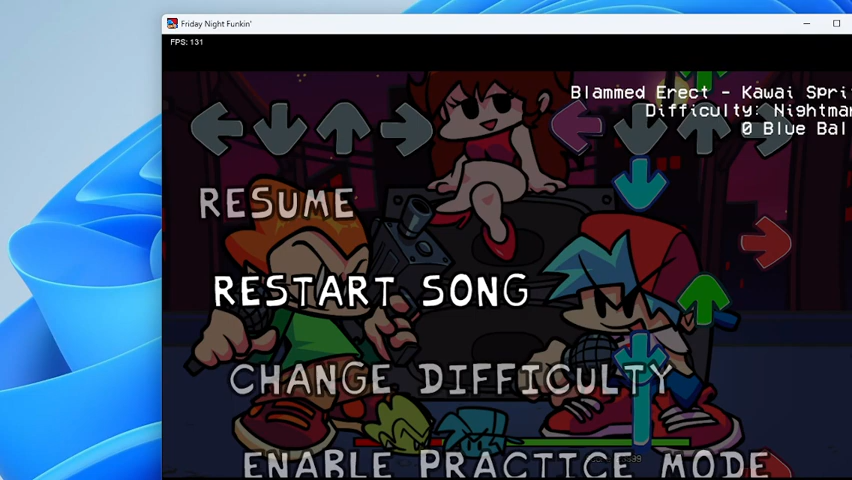 Friday Night Funkin'
FPS: 131
Blammed Erect - Kawai Spri
Difficulty: Nightmar
0 Blue Bal
RESUME
RESTART SONG
CHANGE DIFFICULTY
ENABLE PRACTICE MODE